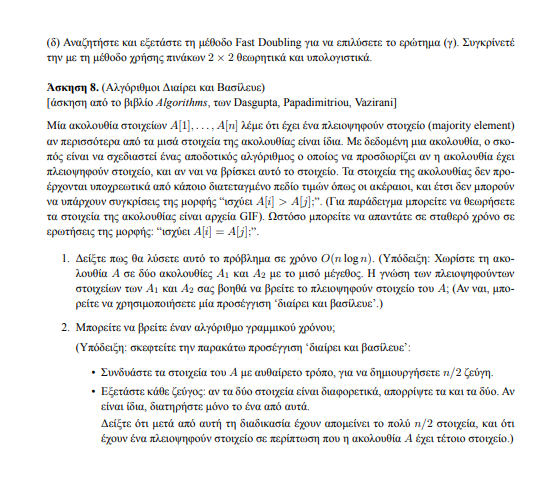 (δ) Αναζητήστε και εξετάστε τη μέθοδο Fast Doubling για να επιλύσετε το ερώτημα (γ). Συγκρίνετέ
την με τη μέθοδο χρήσης πινάκων 2 × 2 θεωρητικά και υπολογιστικά.
Άσκηση 8. (Αλγόριθμοι Διαίρει και Βασίλευε)
[άσκηση από το βιβλίο Algorithms, των Dasgupta, Papadimitriou, Vazirani]
Μία ακολουθία στοιχείων A[1], . . . , A[n] λέμε ότι έχει ένα πλειοψηφούν στοιχείο (majority element)
αν περισσότερα από τα μισά στοιχεία της ακολουθίας είναι ίδια. Με δεδομένη μια ακολουθία, ο σκο-
πός είναι να σχεδιαστεί ένας αποδοτικός αλγόριθμος ο οποίος να προσδιορίζει αν η ακολουθία έχει
πλειοψηφούν στοιχείο, και αν ναι να βρίσκει αυτό το στοιχείο. Τα στοιχεία της ακολουθίας δεν προ-
έρχονται υποχρεωτικά από κάποιο διατεταγμένο πεδίο τιμών όπως οι ακέραιοι, και έτσι δεν μπορούν
να υπάρχουν συγκρίσεις της μορφής “ισχύει A[i] > A[j];”. (Για παράδειγμα μπορείτε να θεωρήσετε
τα στοιχεία της ακολουθίας είναι αρχεία GIF). Ωστόσο μπορείτε να απαντάτε σε σταθερό χρόνο σε
ερωτήσεις της μορφής: “ισχύει A[i] = A[j];”.
1. Δείξτε πως θα λύσετε αυτό το πρόβλημα σε χρόνο O(n log n). (Υπόδειξη: Χωρίστε τη ακο-
λουθία A σε δύο ακολουθίες A1 και A2 με το μισό μέγεθος. Η γνώση των πλειοψηφούντων
στοιχείων των A1 και A2 σας βοηθά να βρείτε το πλειοψηφούν στοιχείο του A; (Αν ναι, μπο-
ρείτε να χρησιμοποιήσετε μία προσέγγιση ‘διαίρει και βασίλευε’.)
2. Μπορείτε να βρείτε έναν αλγόριθμο γραμμικού χρόνου;
(Υπόδειξη: σκεφτείτε την παρακάτω προσέγγιση ‘διαίρει και βασίλευε’:
• Συνδυάστε τα στοιχεία του A με αυθαίρετο τρόπο, για να δημιουργήσετε n/2 ζεύγη.
• Εξετάστε κάθε ζεύγος: αν τα δύο στοιχεία είναι διαφορετικά, απορρίψτε τα και τα δύο. Αν
είναι ίδια, διατηρήστε μόνο το ένα από αυτά.
Δείξτε ότι μετά από αυτή τη διαδικασία έχουν απομείνει το πολύ n/2 στοιχεία, και ότι
έχουν ένα πλειοψηφούν στοιχείο σε περίπτωση που η ακολουθία A έχει τέτοιο στοιχείο.)